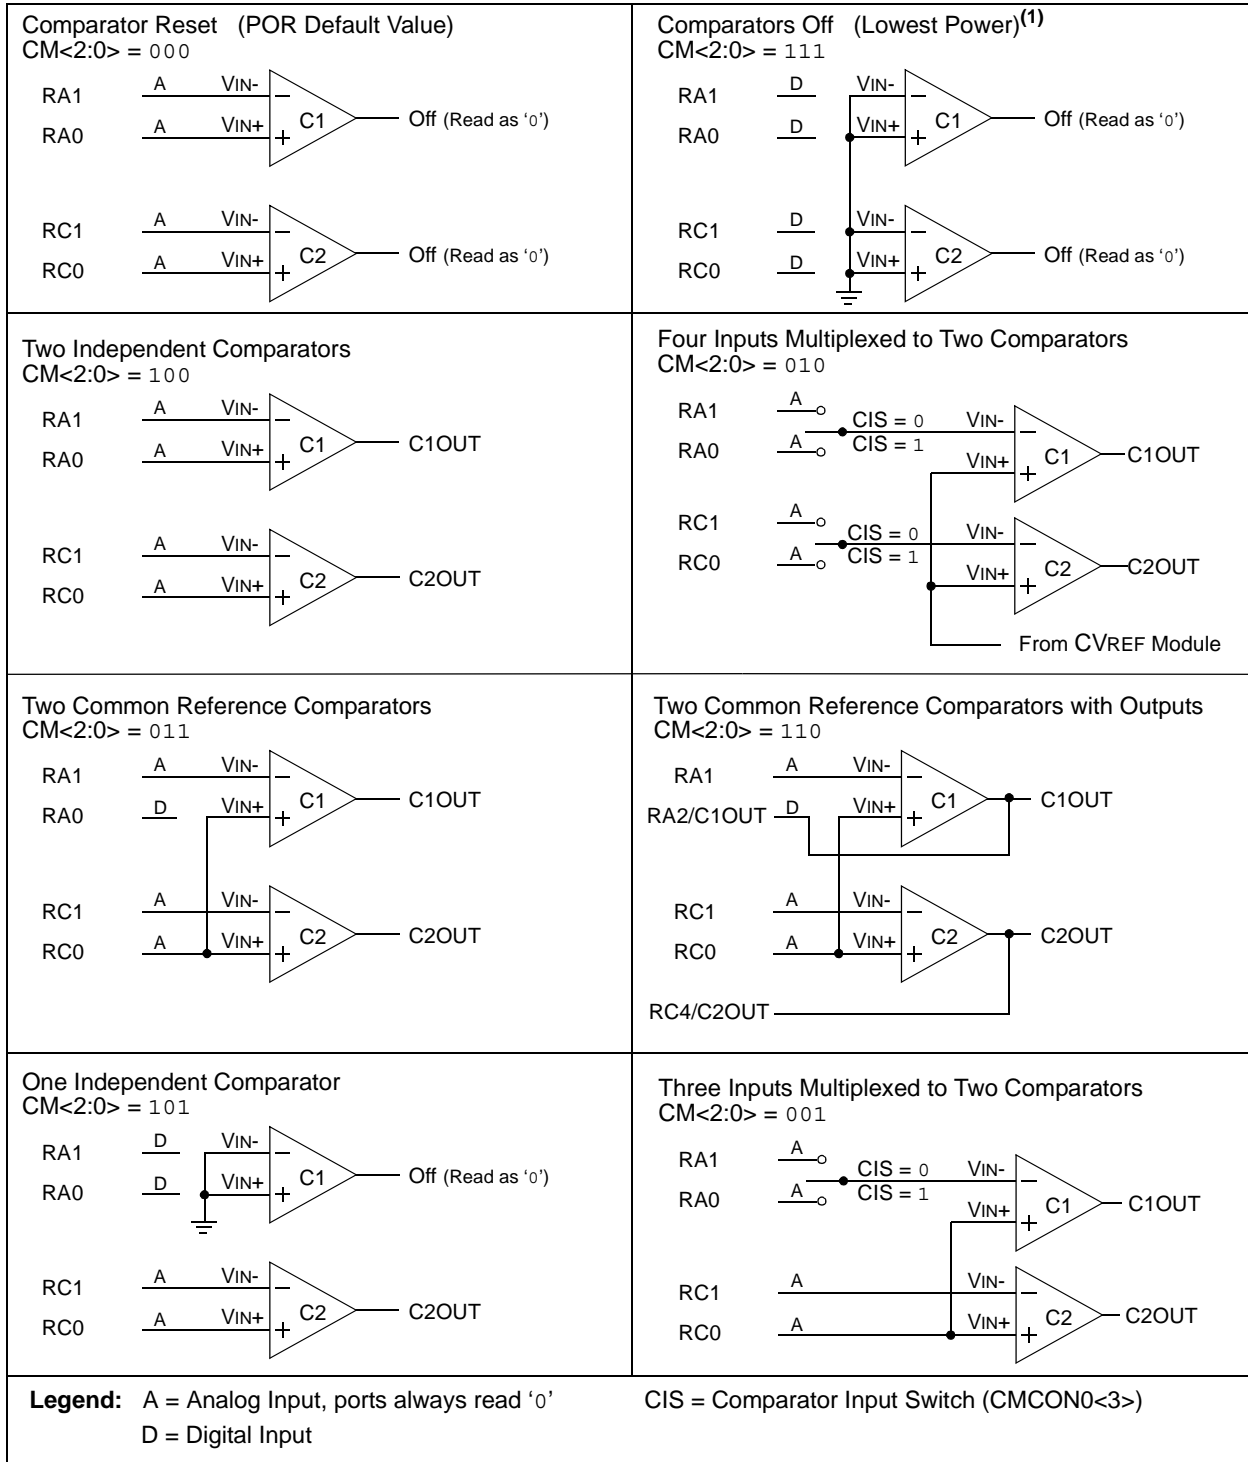 Comparator Reset (POR Default Value)
CM<2:0> = 000
RA1 A VIN-
RA0 A VIN+ C1 Off (Read as ‘0’)
RC1 A VIN-
RC0 A VIN+ C2 Off (Read as ‘0’)
Comparators Off (Lowest Power)(1)
CM<2:0> = 111
RA1 D VIN-
RA0 D VIN+ C1 Off (Read as ‘0’)
RC1 D VIN-
RC0 D VIN+ C2 Off (Read as ‘0’)
Two Independent Comparators
CM<2:0> = 100
RA1 A VIN-
RA0 A VIN+ C1 C1OUT
RC1 A VIN-
RC0 A VIN+ C2 C2OUT
Four Inputs Multiplexed to Two Comparators
CM<2:0> = 010
RA1 A CIS = 0 VIN-
RA0 A CIS = 1 VIN+ C1 C1OUT
RC1 A CIS = 0 VIN-
RC0 A CIS = 1 VIN+ C2 C2OUT
From CVREF Module
Two Common Reference Comparators
CM<2:0> = 011
RA1 A VIN-
RA0 D VIN+ C1 C1OUT
RC1 A VIN-
RC0 A VIN+ C2 C2OUT
Two Common Reference Comparators with Outputs
CM<2:0> = 110
RA1 A VIN-
RA2/C1OUT D VIN+ C1 C1OUT
RC1 A VIN-
RC0 A VIN+ C2 C2OUT
RC4/C2OUT
One Independent Comparator
CM<2:0> = 101
RA1 D VIN-
RA0 D VIN+ C1 Off (Read as ‘0’)
RC1 A VIN-
RC0 A VIN+ C2 C2OUT
Three Inputs Multiplexed to Two Comparators
CM<2:0> = 001
RA1 A CIS = 0 VIN-
RA0 A CIS = 1 VIN+ C1 C1OUT
RC1 A VIN-
RC0 A VIN+ C2 C2OUT
Legend: A = Analog Input, ports always read ‘0’ CIS = Comparator Input Switch (CMCON0<3>)
D = Digital Input